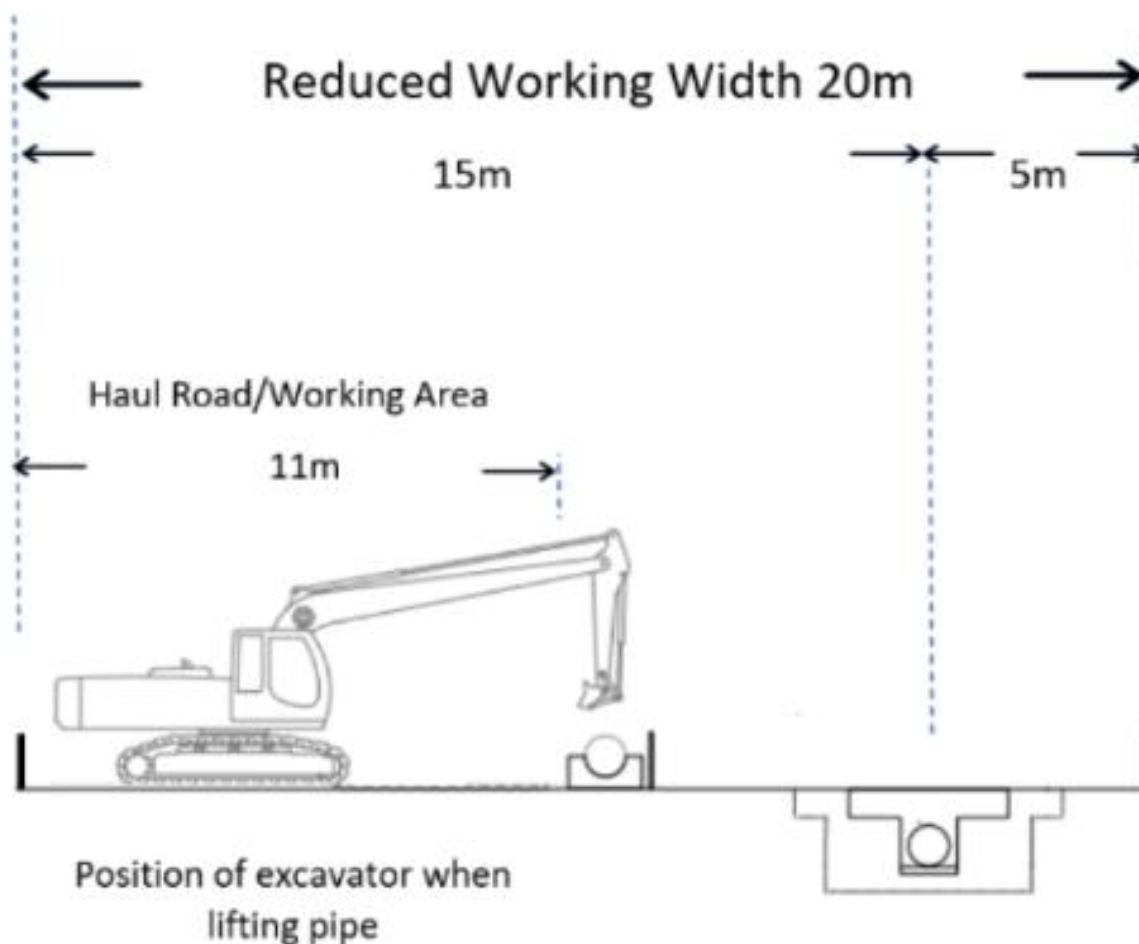 Reduced Working Width 20m
15m
5m
Haul Road/Working Area
11m
Position of excavator when
lifting pipe